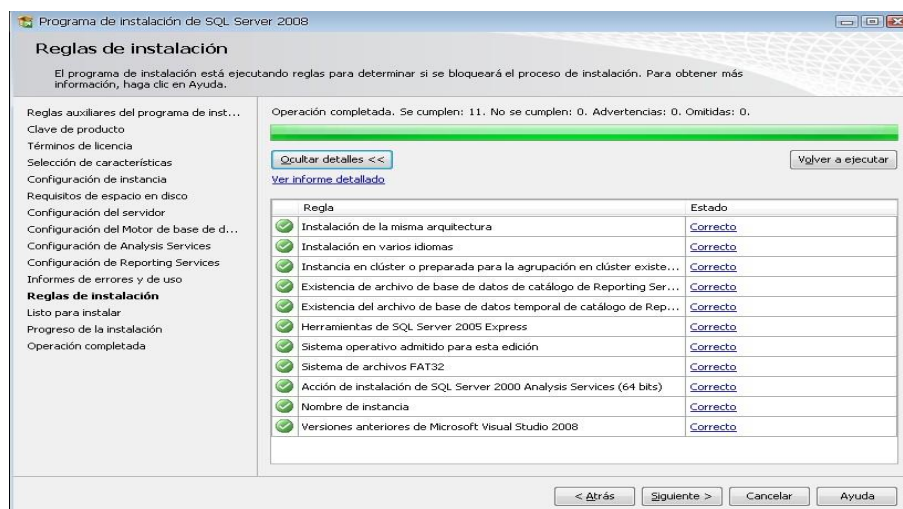 Programa de instalación de SQL Server 2008
Reglas de instalación
El programa de instalación está ejecutando reglas para determinar si se bloqueará el proceso de instalación. Para obtener más
información, haga clic en Ayuda.
Reglas auxiliares del programa de inst...
Clave de producto
Términos de licencia
Selección de características
Configuración de instancia
Requisitos de espacio en disco
Configuración del servidor
Configuración del Motor de base de d...
Configuración de Analysis Services
Configuración de Reporting Services
Informes de errores y de uso
Reglas de instalación
Listo para instalar
Progreso de la instalación
Operación completada
Operación completada. Se cumplen: 11. No se cumplen: 0. Advertencias: 0. Omitidas: 0.
Ocultar detalles <<
Volver a ejecutar
Ver informe detallado
Regla Estado
Instalación de la misma arquitectura Correcto
Instalación en varios idiomas Correcto
Instancia en clúster o preparada para la agrupación en clúster existe... Correcto
Existencia de archivo de base de datos de catálogo de Reporting Ser... Correcto
Existencia del archivo de base de datos temporal de catálogo de Rep... Correcto
Herramientas de SQL Server 2005 Express Correcto
Sistema operativo admitido para esta edición Correcto
Sistema de archivos FAT32 Correcto
Acción de instalación de SQL Server 2000 Analysis Services (64 bits) Correcto
Nombre de instancia Correcto
Versiones anteriores de Microsoft Visual Studio 2008 Correcto
< Atrás Siguiente > Cancelar Ayuda